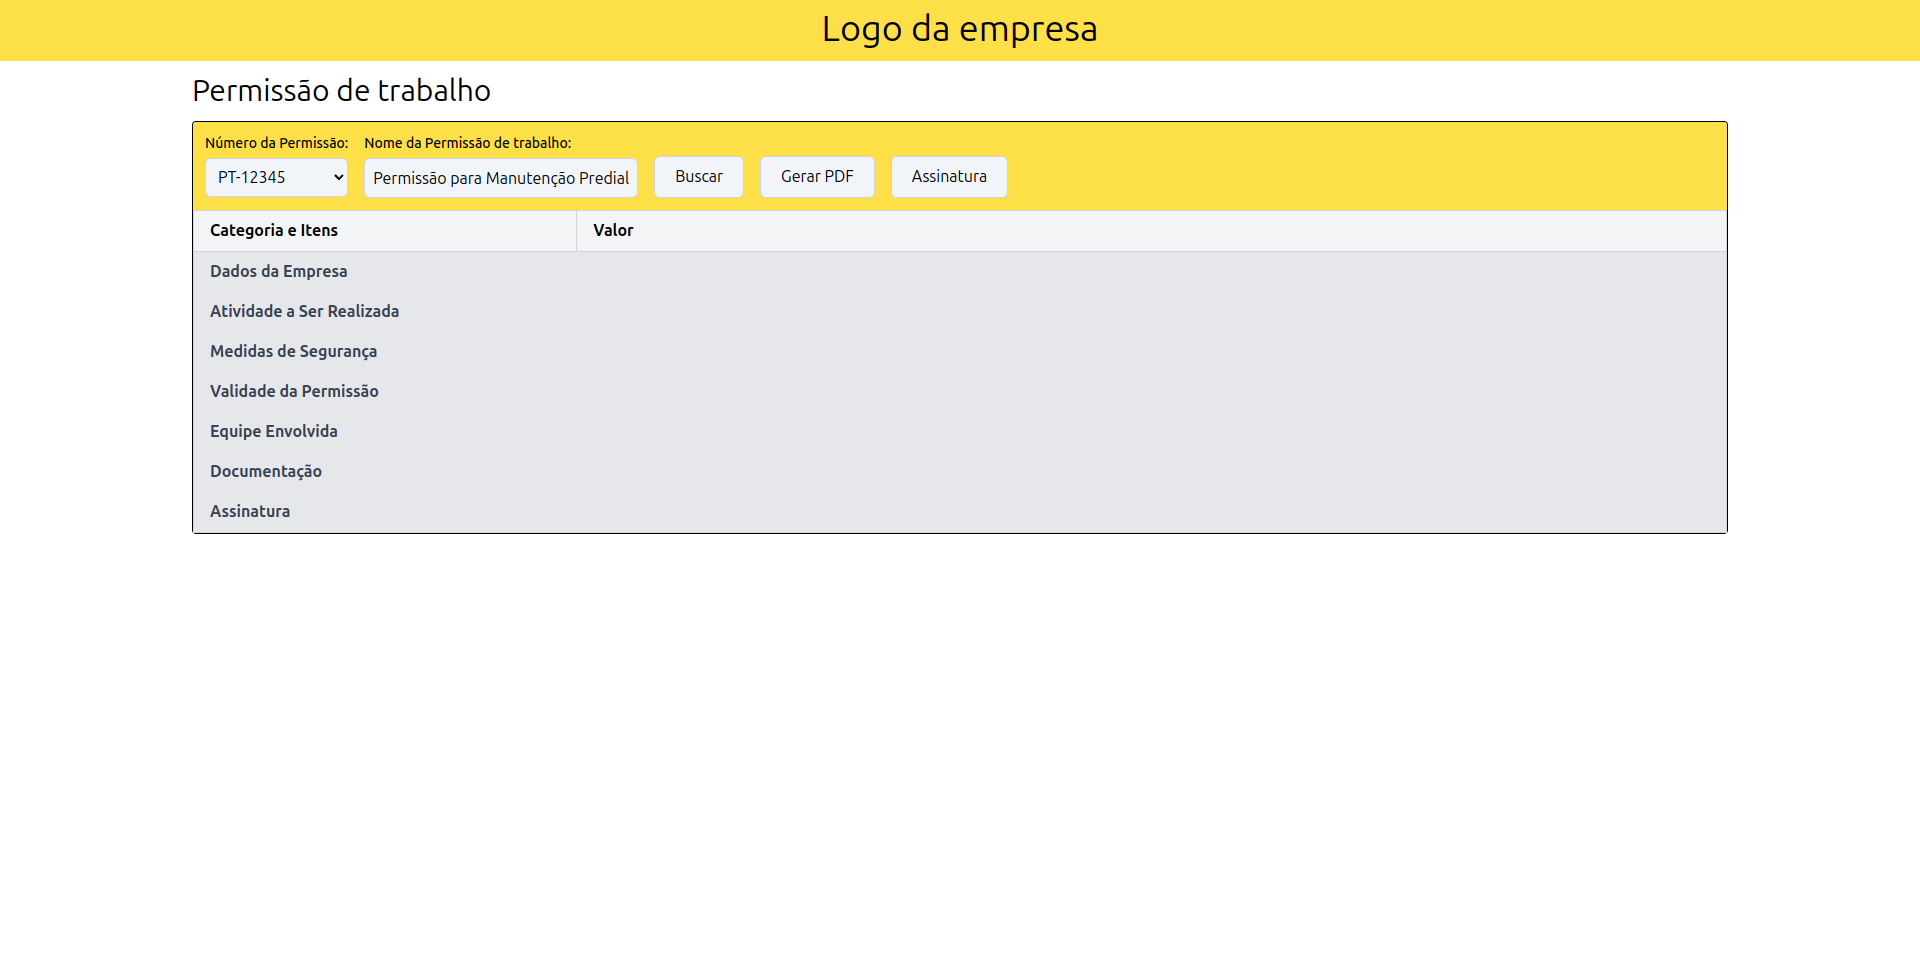 Logo da empresa
Permissão de trabalho
Número da Permissão: Nome da Permissão de trabalho:
PT-12345 Permissão para Manutenção Predial Buscar Gerar PDF Assinatura
Categoria e Itens Valor
Dados da Empresa
Atividade a Ser Realizada
Medidas de Segurança
Validade da Permissão
Equipe Envolvida
Documentação
Assinatura